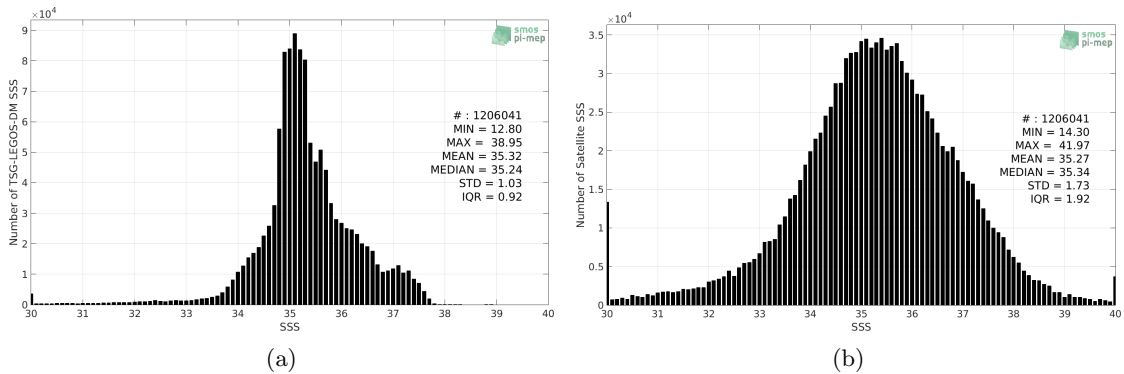 ×10⁴
smos
pi-mep
Number of TSG-LEGOS-DM SSS
9
8
7
6
5
4
3
2
1
0
# : 1206041
MIN = 12.80
MAX = 38.95
MEAN = 35.32
MEDIAN = 35.24
STD = 1.03
IQR = 0.92
30 31 32 33 34 35 36 37 38 39 40
SSS
(a)
×10⁴
smos
pi-mep
Number of Satellite SSS
3.5
3
2.5
2
1.5
1
0.5
0
# : 1206041
MIN = 14.30
MAX = 41.97
MEAN = 35.27
MEDIAN = 35.34
STD = 1.73
IQR = 1.92
30 31 32 33 34 35 36 37 38 39 40
SSS
(b)